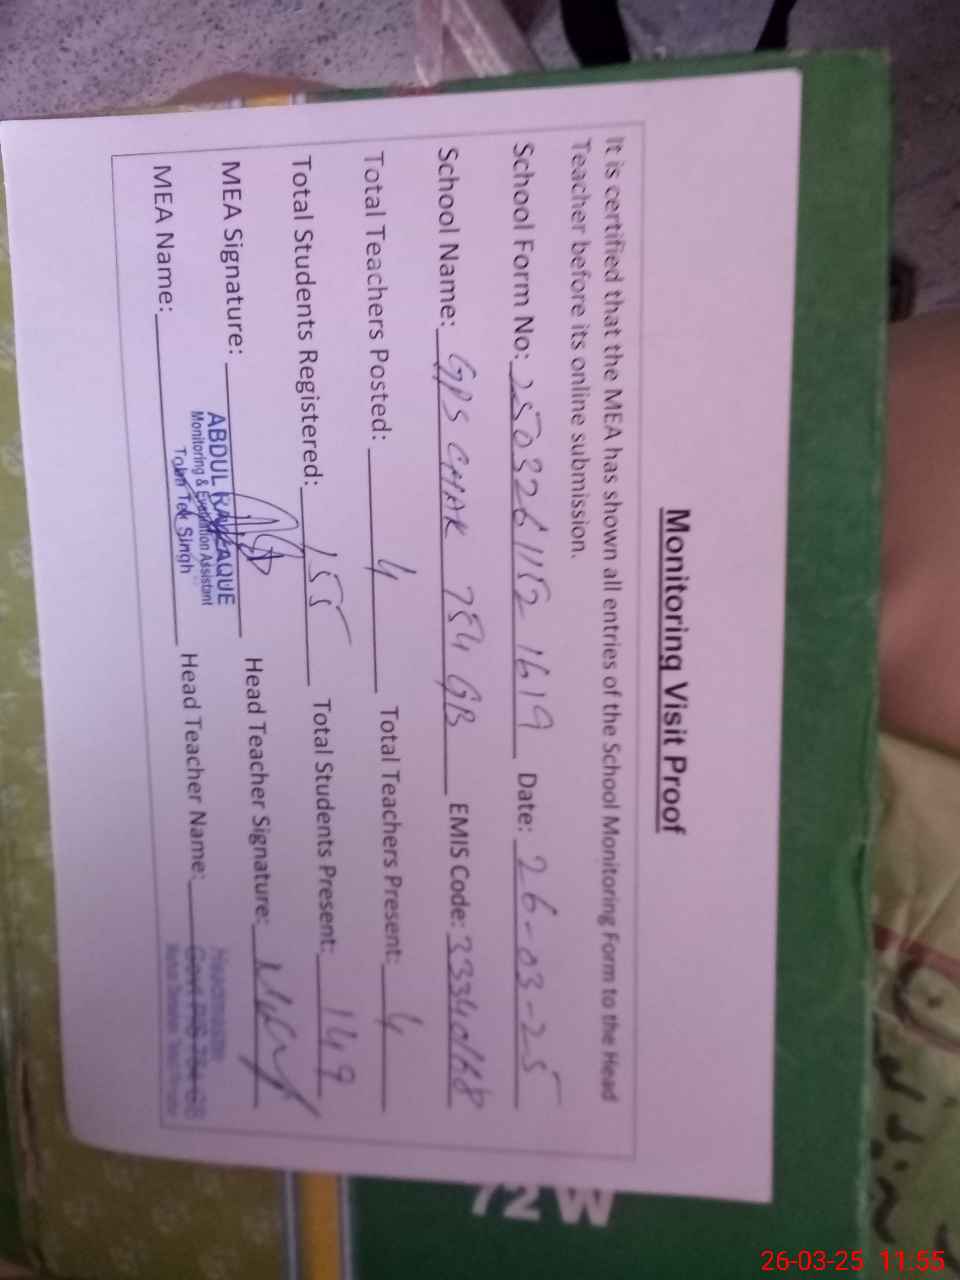 Monitoring Visit Proof
It is certified that the MEA has shown all entries of the School Monitoring Form to the Head
Teacher before its online submission.
School Form No: 2503261152 1619 Date: 26-03-25
School Name: GPS CHAK 754 GB EMIS Code: 33340168
Total Teachers Posted: 4 Total Teachers Present: 4
Total Students Registered: 155 Total Students Present: 149
MEA Signature: Head Teacher Signature:
ABDUL RAZZAQUE
Monitoring & Evaluation Assistant
Toba Tek Singh
MEA Name: Head Teacher Name:
Headmaster
72 W
26-03-25 11:55